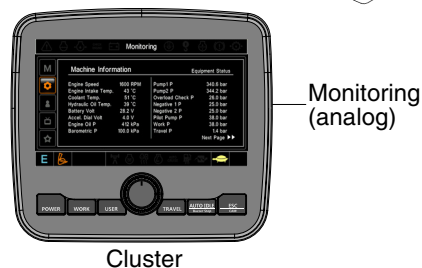 Monitoring
M
Machine Information
Equipment Status
Engine Speed 1600 RPM
Engine Intake Temp. 43 °C
Coolant Temp. 51 °C
Hydraulic Oil Temp. 39 °C
Battery Volt 28.2 V
Accel. Dial Volt 4.0 V
Engine Oil P 412 kPa
Barometric P 100.0 kPa
Pump1 P 340.6 bar
Pump2 P 344.2 bar
Overload Check P 26.0 bar
Negative 1 P 25.0 bar
Negative 2 P 25.0 bar
Pilot Pump P 38.0 bar
Work P 38.0 bar
Travel P 1.4 bar
Next Page ▶▶
E
POWER
WORK
USER
TRAVEL
AUTO IDLE
ESC
Monitoring
(analog)
Cluster